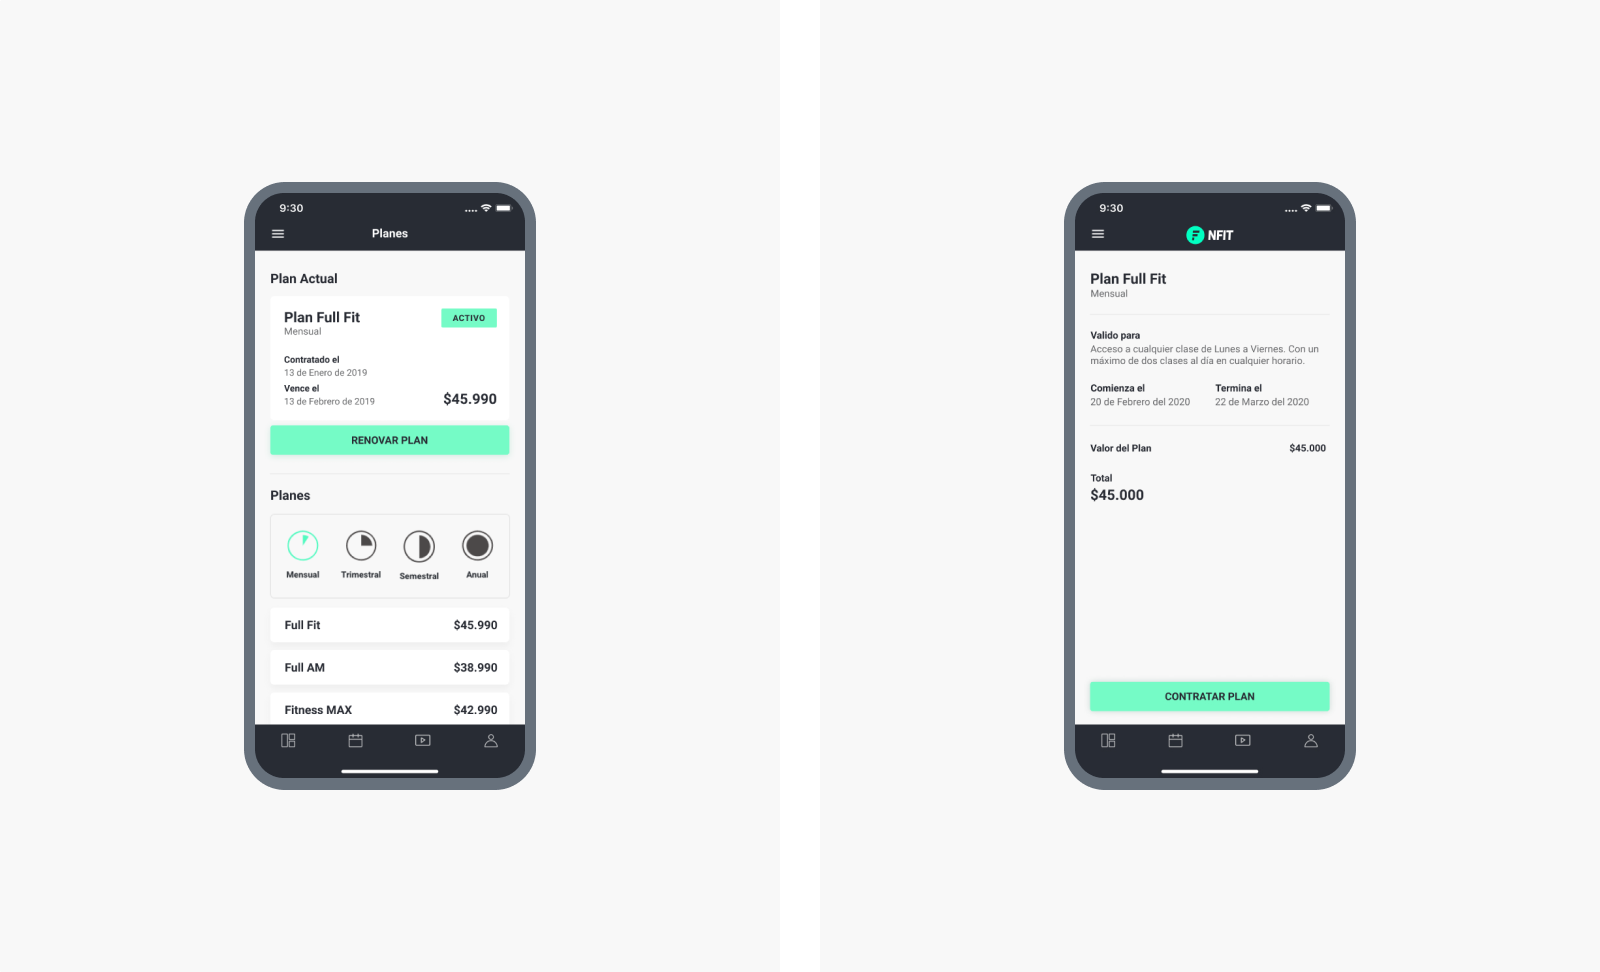 9:30
Planes
Plan Actual
Plan Full Fit
ACTIVO
Mensual
Contratado el
13 de Enero de 2019
Vence el
13 de Febrero de 2019
$45.990
RENOVAR PLAN
Planes
Mensual
Trimestral
Semestral
Anual
Full Fit
$45.990
Full AM
$38.990
Fitness MAX
$42.990
9:30
F NFIT
Plan Full Fit
Mensual
Valido para
Acceso a cualquier clase de Lunes a Viernes. Con un
máximo de dos clases al día en cualquier horario.
Comienza el
20 de Febrero del 2020
Termina el
22 de Marzo del 2020
Valor del Plan
$45.000
Total
$45.000
CONTRATAR PLAN